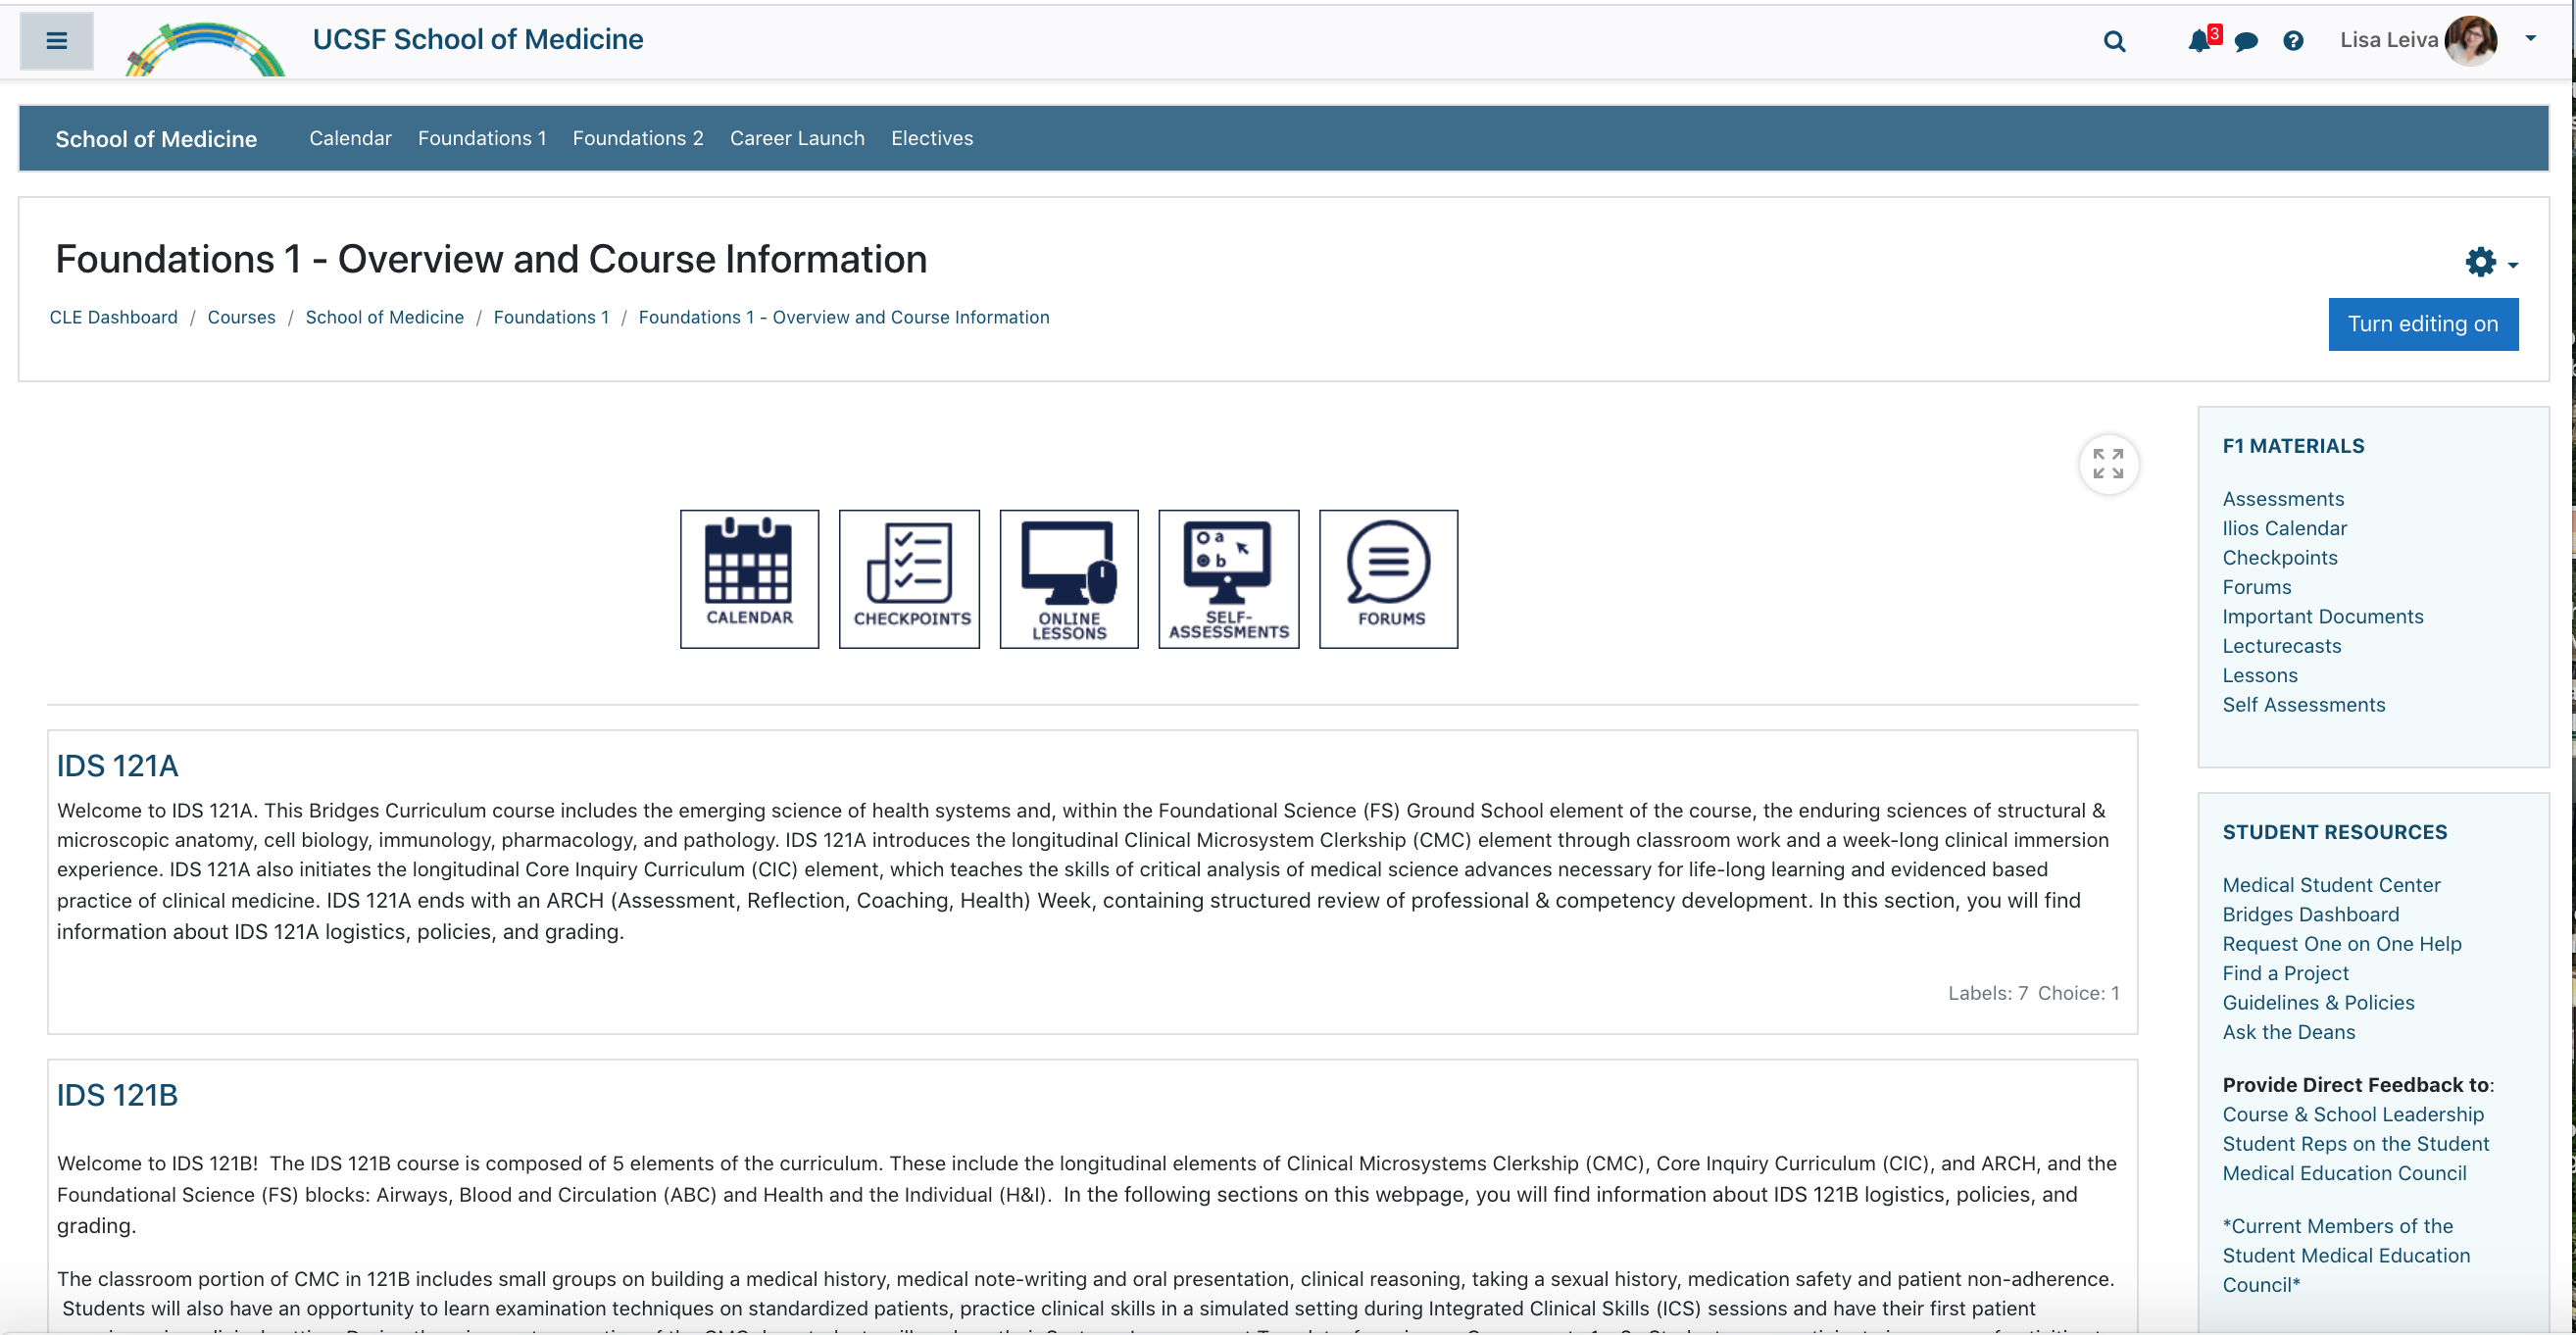 UCSF School of Medicine
3
Lisa Leiva
School of Medicine Calendar Foundations 1 Foundations 2 Career Launch Electives
Foundations 1 - Overview and Course Information
CLE Dashboard / Courses / School of Medicine / Foundations 1 / Foundations 1 - Overview and Course Information
Turn editing on
CALENDAR
CHECKPOINTS
ONLINE
LESSONS
a
b
SELF-
ASSESSMENTS
FORUMS
IDS 121A
Welcome to IDS 121A. This Bridges Curriculum course includes the emerging science of health systems and, within the Foundational Science (FS) Ground School element of the course, the enduring sciences of structural &
microscopic anatomy, cell biology, immunology, pharmacology, and pathology. IDS 121A introduces the longitudinal Clinical Microsystem Clerkship (CMC) element through classroom work and a week-long clinical immersion
experience. IDS 121A also initiates the longitudinal Core Inquiry Curriculum (CIC) element, which teaches the skills of critical analysis of medical science advances necessary for life-long learning and evidenced based
practice of clinical medicine. IDS 121A ends with an ARCH (Assessment, Reflection, Coaching, Health) Week, containing structured review of professional & competency development. In this section, you will find
information about IDS 121A logistics, policies, and grading.
Labels: 7 Choice: 1
IDS 121B
Welcome to IDS 121B! The IDS 121B course is composed of 5 elements of the curriculum. These include the longitudinal elements of Clinical Microsystems Clerkship (CMC), Core Inquiry Curriculum (CIC), and ARCH, and the
Foundational Science (FS) blocks: Airways, Blood and Circulation (ABC) and Health and the Individual (H&I). In the following sections on this webpage, you will find information about IDS 121B logistics, policies, and
grading.
The classroom portion of CMC in 121B includes small groups on building a medical history, medical note-writing and oral presentation, clinical reasoning, taking a sexual history, medication safety and patient non-adherence.
Students will also have an opportunity to learn examination techniques on standardized patients, practice clinical skills in a simulated setting during Integrated Clinical Skills (ICS) sessions and have their first patient
F1 MATERIALS
Assessments
Ilios Calendar
Checkpoints
Forums
Important Documents
Lecturecasts
Lessons
Self Assessments
STUDENT RESOURCES
Medical Student Center
Bridges Dashboard
Request One on One Help
Find a Project
Guidelines & Policies
Ask the Deans
Provide Direct Feedback to:
Course & School Leadership
Student Reps on the Student
Medical Education Council
*Current Members of the
Student Medical Education
Council*